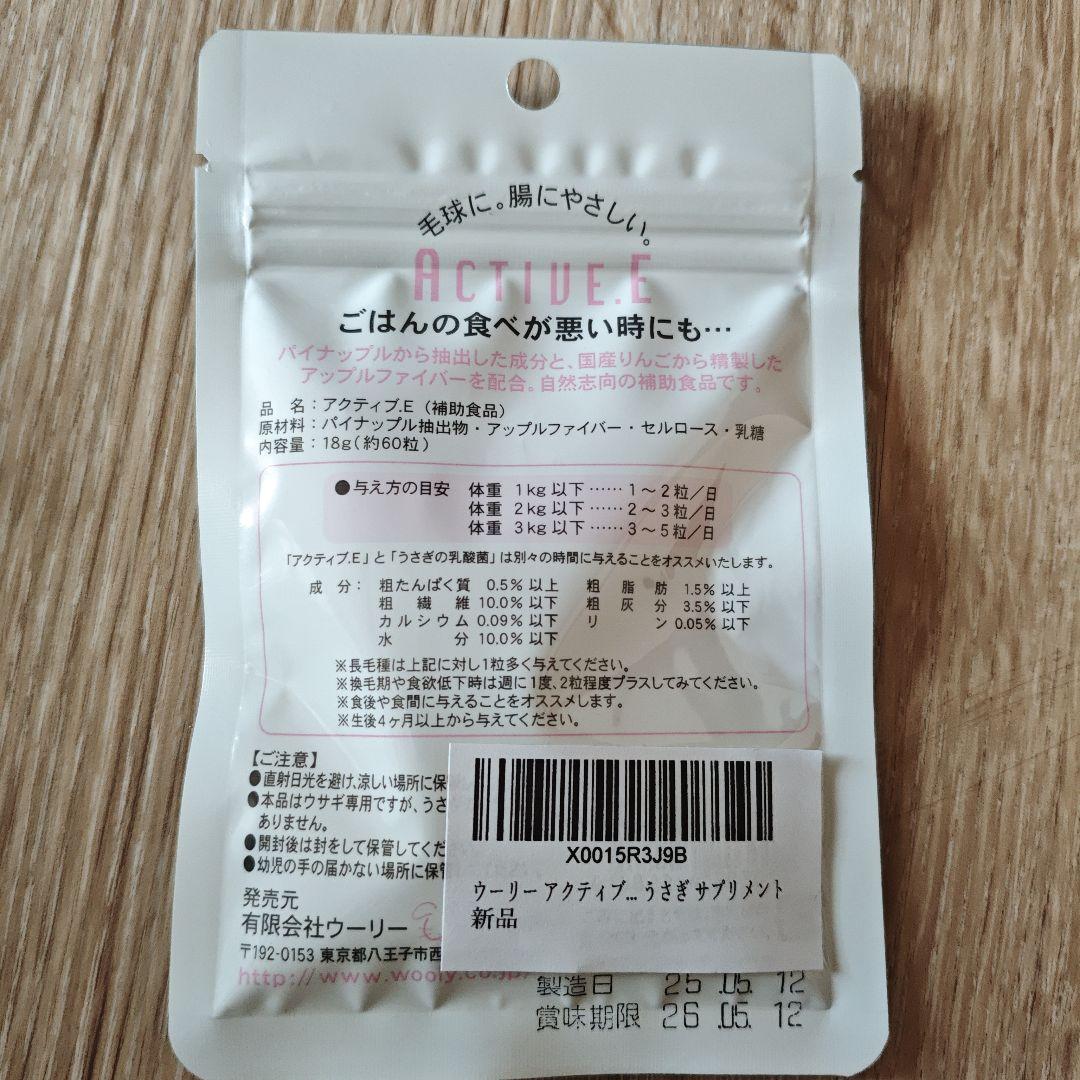 毛球に。腸にやさしい。
ACTIVE.E
ごはんの食べが悪い時にも…
パイナップルから抽出した成分と、国産りんごから精製した
アップルファイバーを配合。自然志向の補助食品です。
品 名:アクティブ.E(補助食品)
原材料:パイナップル抽出物・アップルファイバー・セルロース・乳糖
内容量:18g(約60粒)
●与え方の目安 体重 1kg 以下……1〜2粒/日
体重 2kg 以下……2〜3粒/日
体重 3kg 以下……3〜5粒/日
「アクティブ.E」と「うさぎの乳酸菌」は別々の時間に与えることをオススメいたします。
成 分: 粗たんぱく質 0.5% 以上 粗脂肪 1.5% 以上
粗繊維 10.0% 以下 粗灰分 3.5% 以下
カルシウム 0.09% 以下 リン 0.05% 以下
水分 10.0% 以下
※長毛種は上記に対し1粒多く与えてください。
※換毛期や食欲低下時は週に1度、2粒程度プラスしてみてください。
※食後や食間に与えることをオススメします。
※生後4ヶ月以上から与えてください。
【ご注意】
●直射日光を避け、涼しい場所に保
●本品はウサギ専用ですが、うさ
ありません。
●開封後は封をして保管してくだ
●幼児の手の届かない場所に保管
発売元
有限会社ウーリー
〒192-0153 東京都八王子市西
http://www.wooly.co.jp/
X0015R3J9B
ウーリー アクティブ... うさぎ サプリメント
新品
製造日 25 .05. 12
賞味期限 26 .05. 12